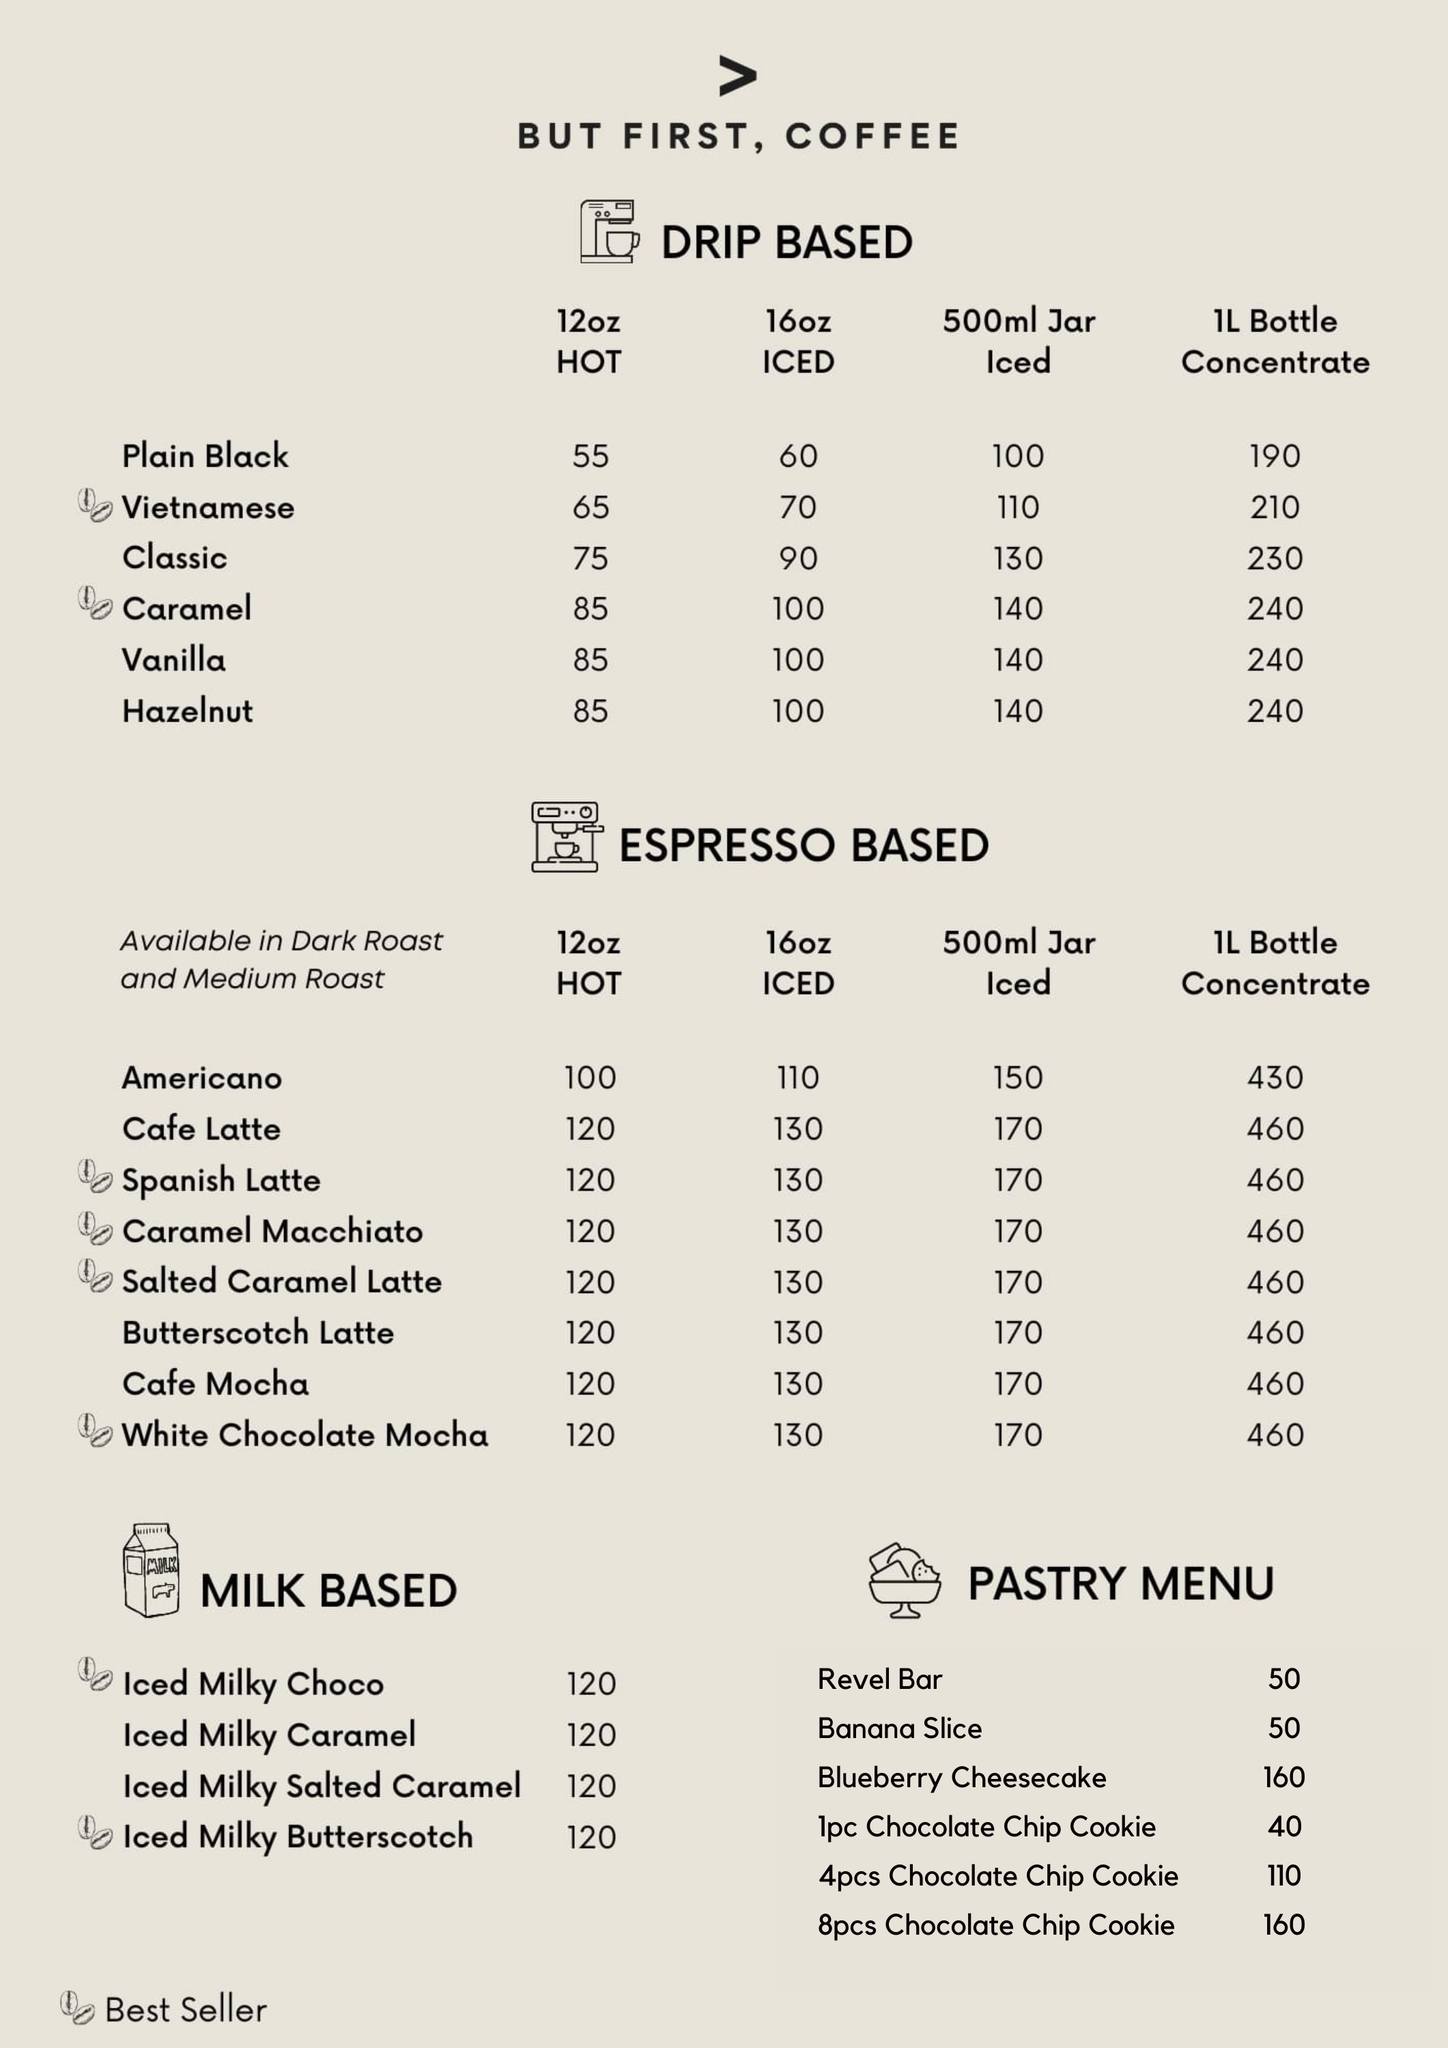 >
BUT FIRST, COFFEE
DRIP BASED
12oz HOT 16oz ICED 500ml Jar Iced 1L Bottle Concentrate
Plain Black 55 60 100 190
Vietnamese 65 70 110 210
Classic 75 90 130 230
Caramel 85 100 140 240
Vanilla 85 100 140 240
Hazelnut 85 100 140 240
ESPRESSO BASED
Available in Dark Roast
and Medium Roast
12oz HOT 16oz ICED 500ml Jar Iced 1L Bottle Concentrate
Americano 100 110 150 430
Cafe Latte 120 130 170 460
Spanish Latte 120 130 170 460
Caramel Macchiato 120 130 170 460
Salted Caramel Latte 120 130 170 460
Butterscotch Latte 120 130 170 460
Cafe Mocha 120 130 170 460
White Chocolate Mocha 120 130 170 460
MILK
MILK BASED
Iced Milky Choco 120
Iced Milky Caramel 120
Iced Milky Salted Caramel 120
Iced Milky Butterscotch 120
PASTRY MENU
Revel Bar 50
Banana Slice 50
Blueberry Cheesecake 160
1pc Chocolate Chip Cookie 40
4pcs Chocolate Chip Cookie 110
8pcs Chocolate Chip Cookie 160
Best Seller